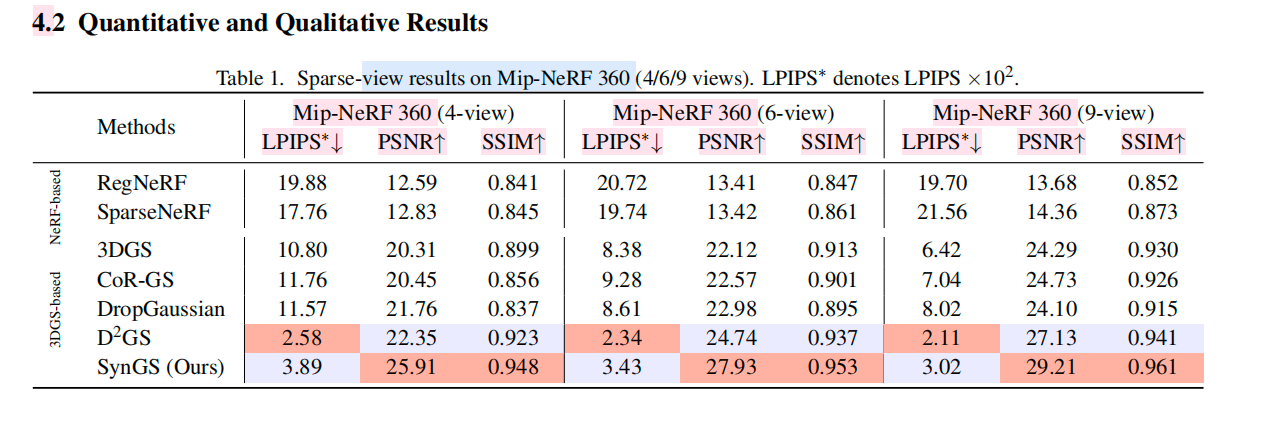 4.2 Quantitative and Qualitative Results
Table 1. Sparse-view results on Mip-NeRF 360 (4/6/9 views). LPIPS* denotes LPIPS ×10².
Methods Mip-NeRF 360 (4-view) Mip-NeRF 360 (6-view) Mip-NeRF 360 (9-view)
LPIPS*↓ PSNR↑ SSIM↑ LPIPS*↓ PSNR↑ SSIM↑ LPIPS*↓ PSNR↑ SSIM↑
NeRF-based
RegNeRF 19.88 12.59 0.841 20.72 13.41 0.847 19.70 13.68 0.852
SparseNeRF 17.76 12.83 0.845 19.74 13.42 0.861 21.56 14.36 0.873
3DGS-based
3DGS 10.80 20.31 0.899 8.38 22.12 0.913 6.42 24.29 0.930
CoR-GS 11.76 20.45 0.856 9.28 22.57 0.901 7.04 24.73 0.926
DropGaussian 11.57 21.76 0.837 8.61 22.98 0.895 8.02 24.10 0.915
D²GS 2.58 22.35 0.923 2.34 24.74 0.937 2.11 27.13 0.941
SynGS (Ours) 3.89 25.91 0.948 3.43 27.93 0.953 3.02 29.21 0.961